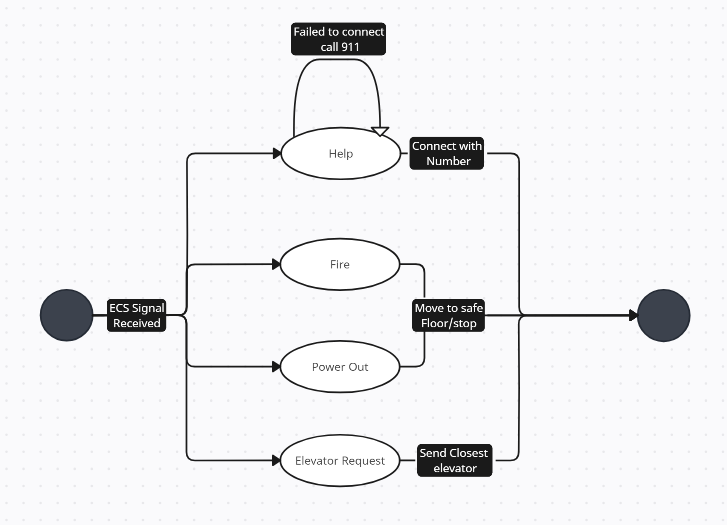 Failed to connect
call 911
Help
Connect with
Number
Fire
ECS Signal
Received
Move to safe
Floor/stop
Power Out
Elevator Request
Send Closest
elevator